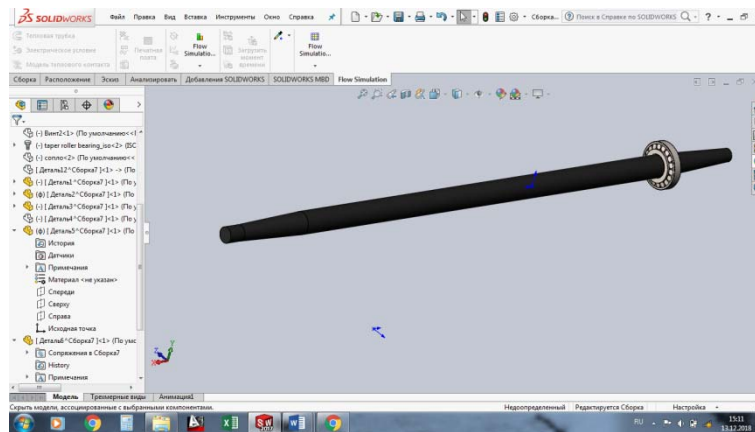 SOLIDWORKS
Файл Правка Вид Вставка Инструменты Окно Справка
Сборка...
Поиск в Справке по SOLIDWORKS
Тепловая трубка
Электрическое условие
Модель теплового контакта
Печатная плата
Flow Simulatio...
Загрузить момент времени
Flow Simulatio...
Сборка Расположение Эскиз Анализировать Добавления SOLIDWORKS SOLIDWORKS MBD Flow Simulation
(-) Винт2<1> (По умолчанию<<
(-) taper roller bearing_iso<2> (ISC
(-) сопло<2> (По умолчанию<<
[ Деталь12^Сборка7 ]<1> -> (По
(-) [ Деталь1^Сборка7 ]<1> (По у
(ф) [ Деталь2^Сборка7 ]<1> (По
(-) [ Деталь3^Сборка7 ]<1> (По у
(-) [ Деталь4^Сборка7 ]<1> (По у
(ф) [ Деталь5^Сборка7 ]<1> (По
История
Датчики
Примечания
Материал <не указан>
Спереди
Сверху
Справа
Исходная точка
[ Деталь6^Сборка7 ]<1> (По умо
Сопряжения в Сборка7
History
Примечания
Модель Трехмерные виды Анимация1
Скрыть модели, ассоциированные с выбранными компонентами.
Недоопределенный Редактируется Сборка Настройка
RU
15:11
13.12.2018